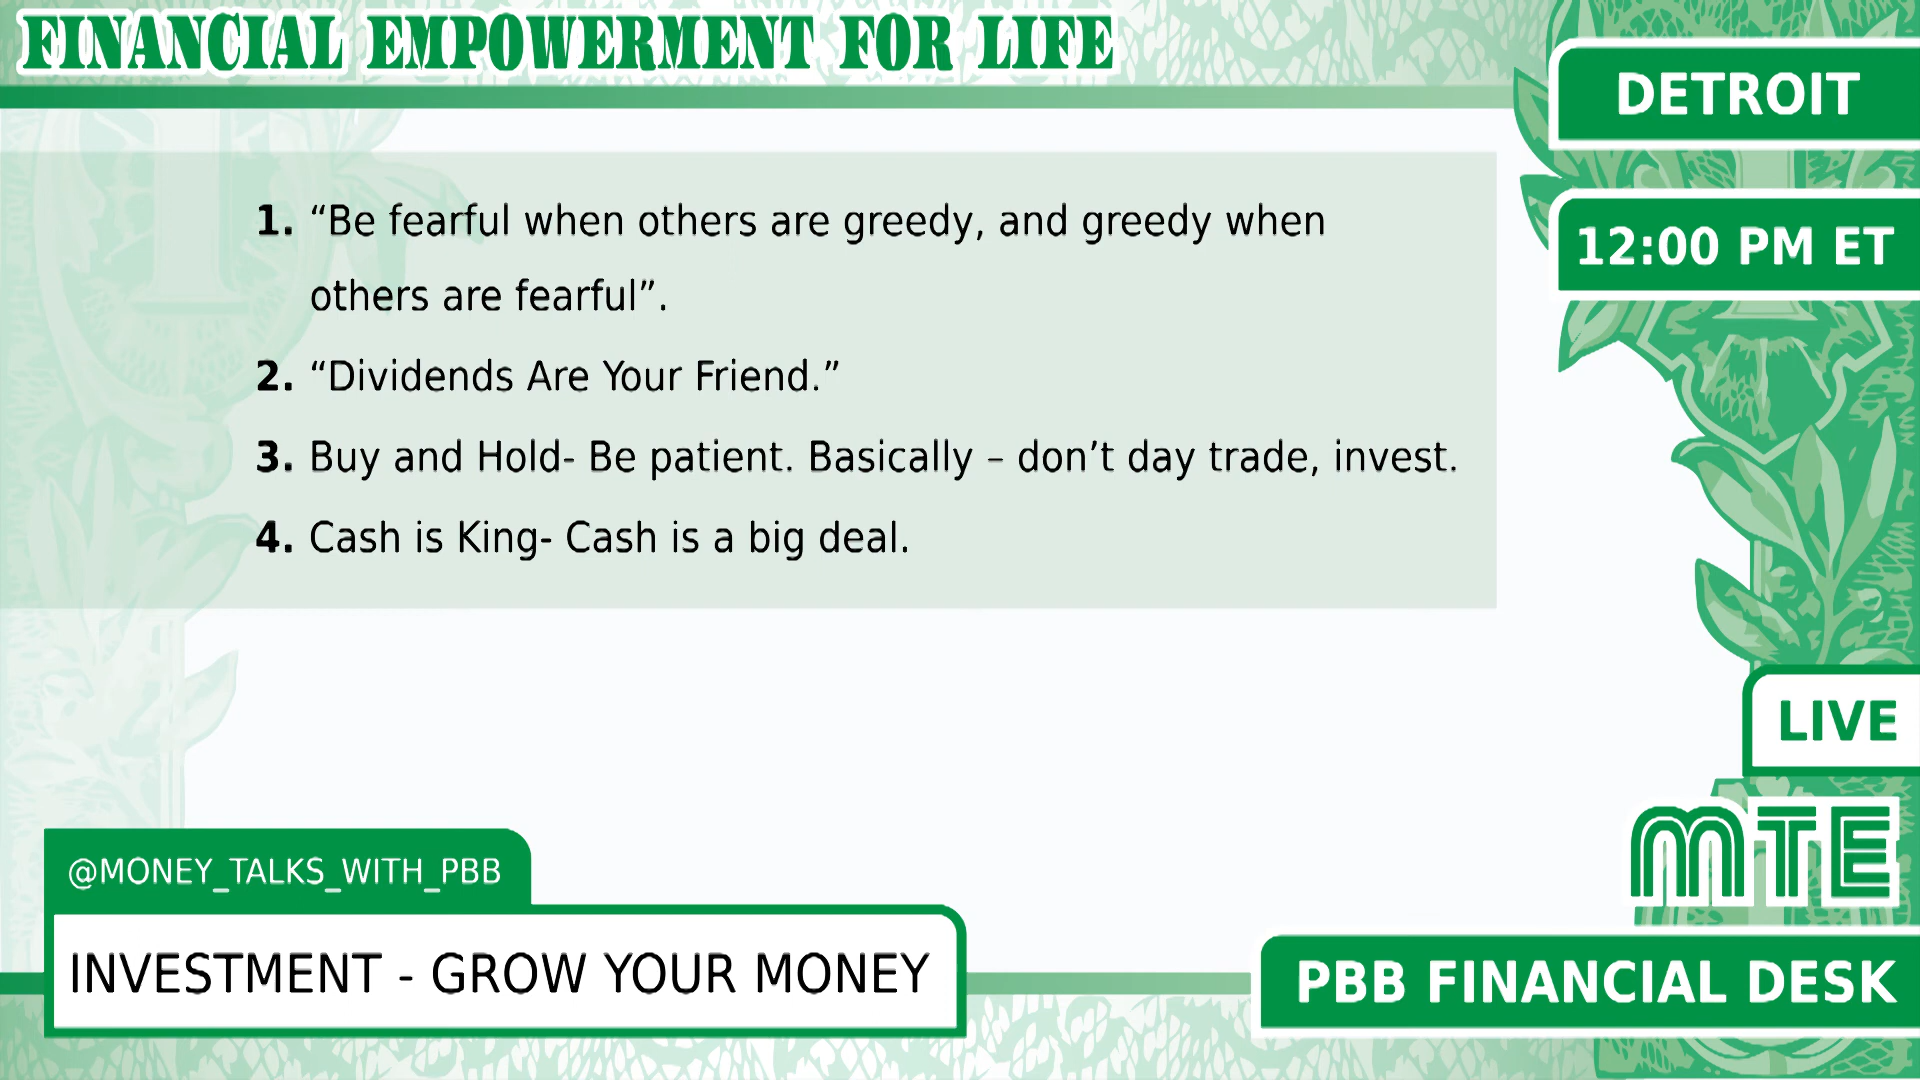 FINANCIAL EMPOWERMENT FOR LIFE
DETROIT
12:00 PM ET
1. “Be fearful when others are greedy, and greedy when
others are fearful”.
2. “Dividends Are Your Friend.”
3. Buy and Hold- Be patient. Basically – don’t day trade, invest.
4. Cash is King- Cash is a big deal.
LIVE
MTE
@MONEY_TALKS_WITH_PBB
INVESTMENT - GROW YOUR MONEY
PBB FINANCIAL DESK